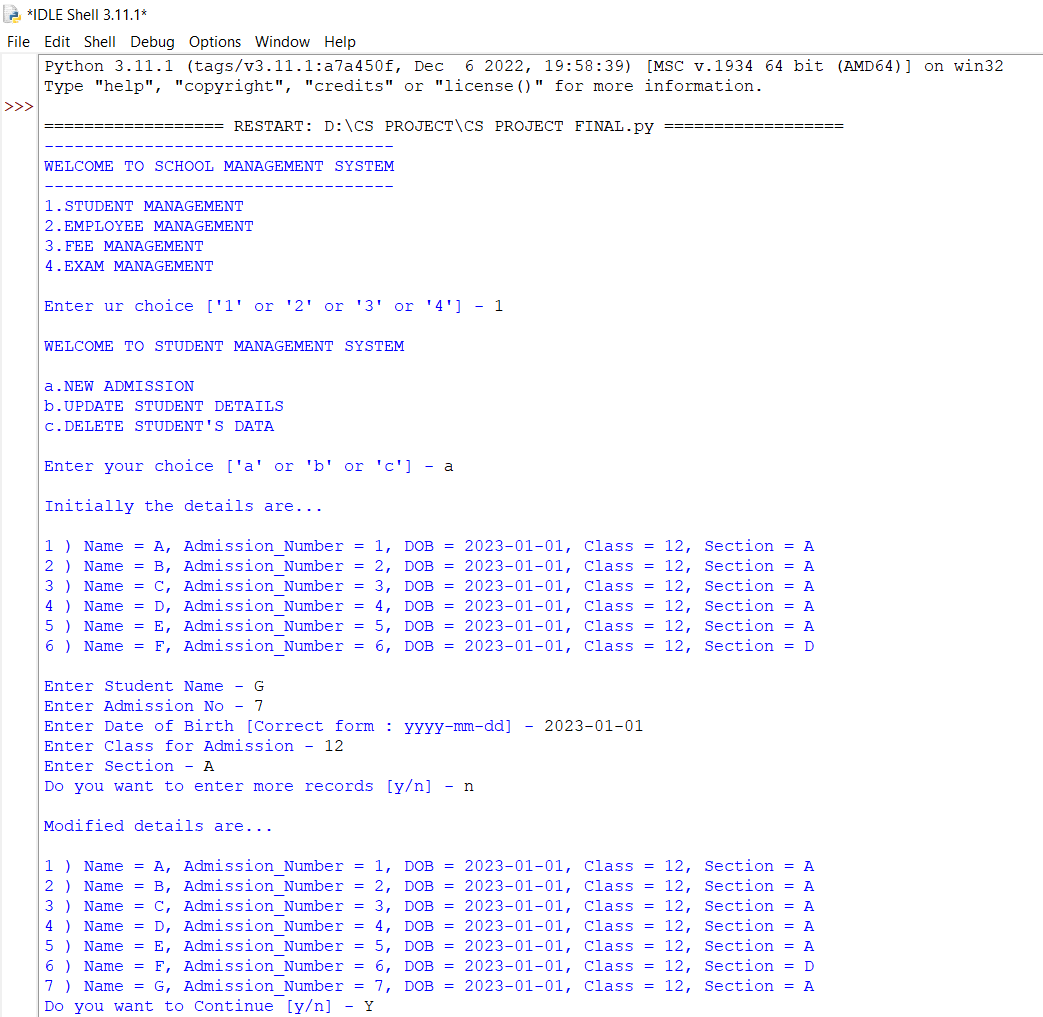 *IDLE Shell 3.11.1*
File Edit Shell Debug Options Window Help
Python 3.11.1 (tags/v3.11.1:a7a450f, Dec  6 2022, 19:58:39) [MSC v.1934 64 bit (AMD64)] on win32
Type "help", "copyright", "credits" or "license()" for more information.
>>>
================== RESTART: D:\CS PROJECT\CS PROJECT FINAL.py ==================
-----------------------------------
WELCOME TO SCHOOL MANAGEMENT SYSTEM
-----------------------------------
1.STUDENT MANAGEMENT
2.EMPLOYEE MANAGEMENT
3.FEE MANAGEMENT
4.EXAM MANAGEMENT
Enter ur choice ['1' or '2' or '3' or '4'] - 1
WELCOME TO STUDENT MANAGEMENT SYSTEM
a.NEW ADMISSION
b.UPDATE STUDENT DETAILS
c.DELETE STUDENT'S DATA
Enter your choice ['a' or 'b' or 'c'] - a
Initially the details are...
1 ) Name = A, Admission_Number = 1, DOB = 2023-01-01, Class = 12, Section = A
2 ) Name = B, Admission_Number = 2, DOB = 2023-01-01, Class = 12, Section = A
3 ) Name = C, Admission_Number = 3, DOB = 2023-01-01, Class = 12, Section = A
4 ) Name = D, Admission_Number = 4, DOB = 2023-01-01, Class = 12, Section = A
5 ) Name = E, Admission_Number = 5, DOB = 2023-01-01, Class = 12, Section = A
6 ) Name = F, Admission_Number = 6, DOB = 2023-01-01, Class = 12, Section = D
Enter Student Name - G
Enter Admission No - 7
Enter Date of Birth [Correct form : yyyy-mm-dd] - 2023-01-01
Enter Class for Admission - 12
Enter Section - A
Do you want to enter more records [y/n] - n
Modified details are...
1 ) Name = A, Admission_Number = 1, DOB = 2023-01-01, Class = 12, Section = A
2 ) Name = B, Admission_Number = 2, DOB = 2023-01-01, Class = 12, Section = A
3 ) Name = C, Admission_Number = 3, DOB = 2023-01-01, Class = 12, Section = A
4 ) Name = D, Admission_Number = 4, DOB = 2023-01-01, Class = 12, Section = A
5 ) Name = E, Admission_Number = 5, DOB = 2023-01-01, Class = 12, Section = A
6 ) Name = F, Admission_Number = 6, DOB = 2023-01-01, Class = 12, Section = D
7 ) Name = G, Admission_Number = 7, DOB = 2023-01-01, Class = 12, Section = A
Do you want to Continue [y/n] - Y